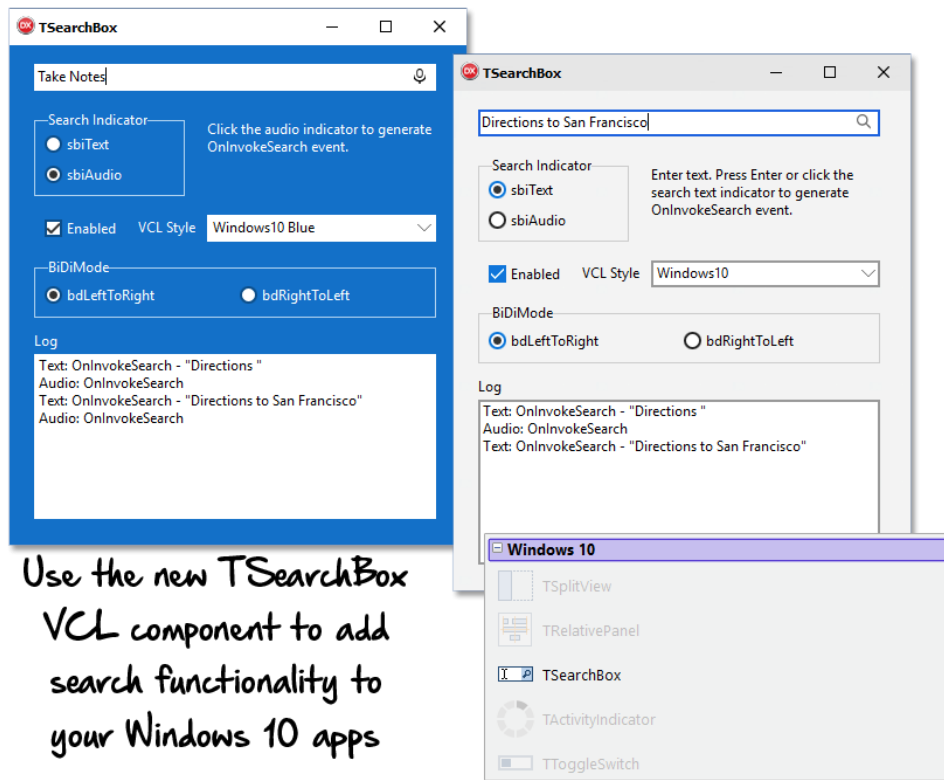 TSearchBox
Take Notes
Search Indicator
sbiText
sbiAudio
Click the audio indicator to generate
OnInvokeSearch event.
Enabled
VCL Style
Windows10 Blue
BiDiMode
bdLeftToRight
bdRightToLeft
Log
Text: OnInvokeSearch - "Directions "
Audio: OnInvokeSearch
Text: OnInvokeSearch - "Directions to San Francisco"
Audio: OnInvokeSearch
DX TSearchBox
Directions to San Francisco
Search Indicator
sbiText
sbiAudio
Enter text. Press Enter or click the
search text indicator to generate
OnInvokeSearch event.
Enabled
VCL Style
Windows10
BiDiMode
bdLeftToRight
bdRightToLeft
Log
Text: OnInvokeSearch - "Directions "
Audio: OnInvokeSearch
Text: OnInvokeSearch - "Directions to San Francisco"
Windows 10
TSplitView
TRelativePanel
TSearchBox
TActivityIndicator
TToggleSwitch
Use the new TSearchBox
VCL component to add
search functionality to
your Windows 10 apps